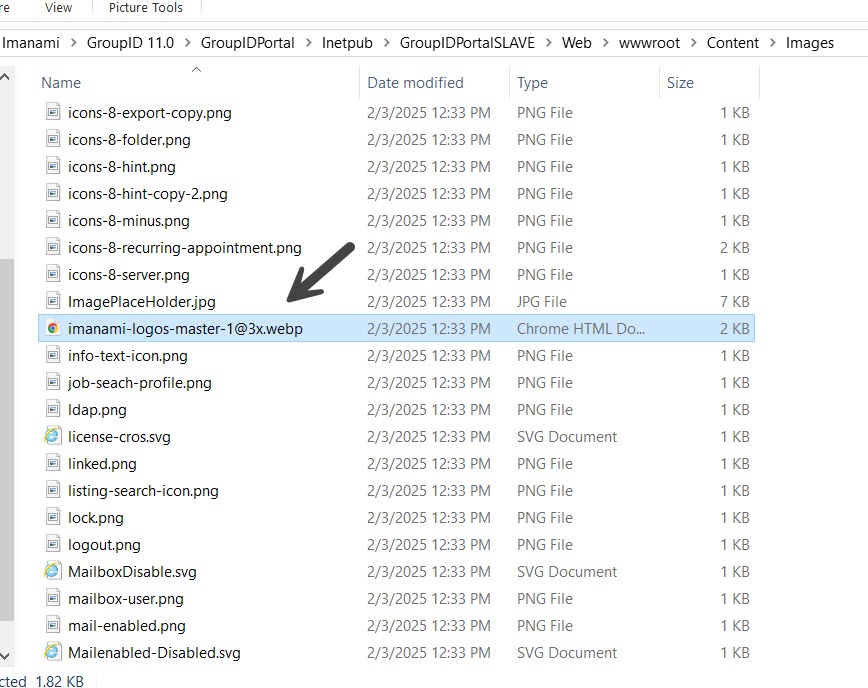 re View Picture Tools
Imanami > GroupID 11.0 > GroupIDPortal > Inetpub > GroupIDPortalSLAVE > Web > wwwroot > Content > Images
Name Date modified Type Size
icons-8-export-copy.png 2/3/2025 12:33 PM PNG File 1 KB
icons-8-folder.png 2/3/2025 12:33 PM PNG File 1 KB
icons-8-hint.png 2/3/2025 12:33 PM PNG File 1 KB
icons-8-hint-copy-2.png 2/3/2025 12:33 PM PNG File 1 KB
icons-8-minus.png 2/3/2025 12:33 PM PNG File 1 KB
icons-8-recurring-appointment.png 2/3/2025 12:33 PM PNG File 2 KB
icons-8-server.png 2/3/2025 12:33 PM PNG File 1 KB
ImagePlaceHolder.jpg 2/3/2025 12:33 PM JPG File 7 KB
imanami-logos-master-1@3x.webp 2/3/2025 12:33 PM Chrome HTML Do... 2 KB
info-text-icon.png 2/3/2025 12:33 PM PNG File 1 KB
job-seach-profile.png 2/3/2025 12:33 PM PNG File 1 KB
ldap.png 2/3/2025 12:33 PM PNG File 1 KB
license-cros.svg 2/3/2025 12:33 PM SVG Document 1 KB
linked.png 2/3/2025 12:33 PM PNG File 1 KB
listing-search-icon.png 2/3/2025 12:33 PM PNG File 1 KB
lock.png 2/3/2025 12:33 PM PNG File 1 KB
logout.png 2/3/2025 12:33 PM PNG File 1 KB
MailboxDisable.svg 2/3/2025 12:33 PM SVG Document 1 KB
mailbox-user.png 2/3/2025 12:33 PM PNG File 1 KB
mail-enabled.png 2/3/2025 12:33 PM PNG File 1 KB
Mailenabled-Disabled.svg 2/3/2025 12:33 PM SVG Document 1 KB
cted 1.82 KB